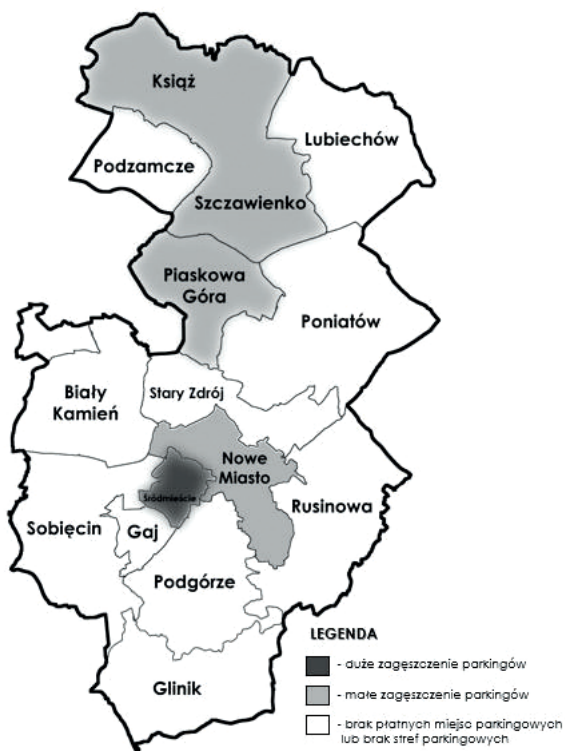 Książ
Lubiechów
Podzamcze
Szczawienko
Piaskowa
Góra
Poniatów
Biały
Kamień
Stary Zdrój
Nowe
Miasto
Śródmieście
Rusinowa
Sobięcin
Gaj
Podgórze
Glinik
LEGENDA
- duże zagęszczenie parkingów
- małe zagęszczenie parkingów
- brak płatnych miejsc parkingowych
lub brak stref parkingowych